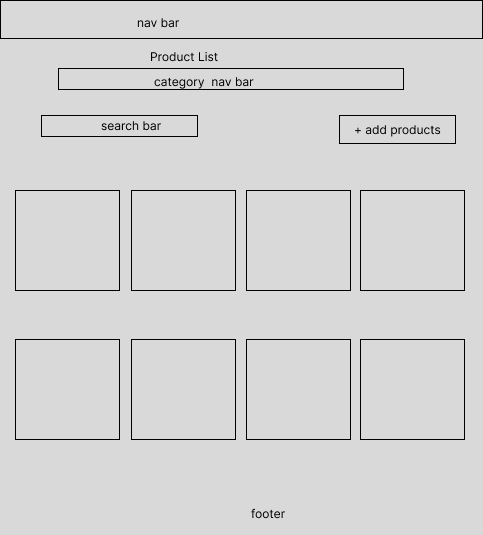 nav bar
Product List
category  nav bar
search bar
+ add products
footer